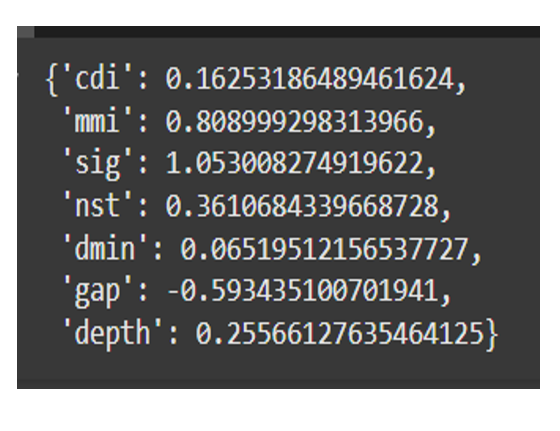 {'cdi': 0.16253186489461624,
'mmi': 0.808999298313966,
'sig': 1.053008274919622,
'nst': 0.3610684339668728,
'dmin': 0.06519512156537727,
'gap': -0.593435100701941,
'depth': 0.25566127635464125}